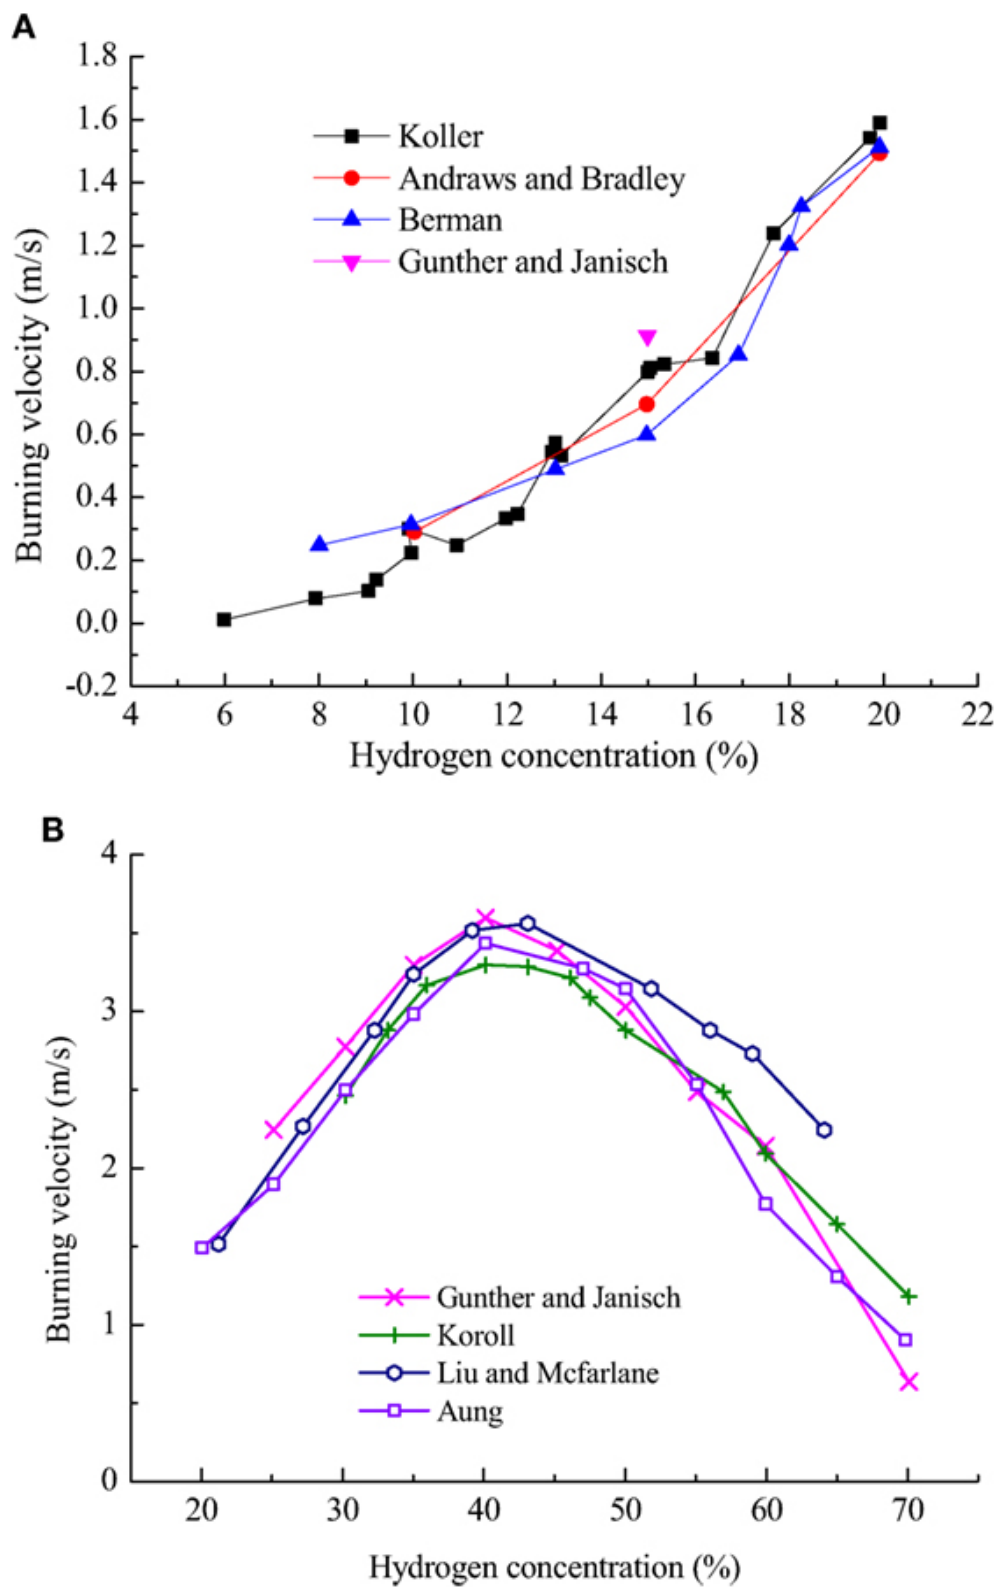 A
1.8
1.6
1.4
1.2
1.0
0.8
0.6
0.4
0.2
0.0
-0.2
Burning velocity (m/s)
Koller
Andraws and Bradley
Berman
Gunther and Janisch
4 6 8 10 12 14 16 18 20 22
Hydrogen concentration (%)
B
4
3
2
1
0
Burning velocity (m/s)
Gunther and Janisch
Koroll
Liu and Mcfarlane
Aung
20 30 40 50 60 70
Hydrogen concentration (%)